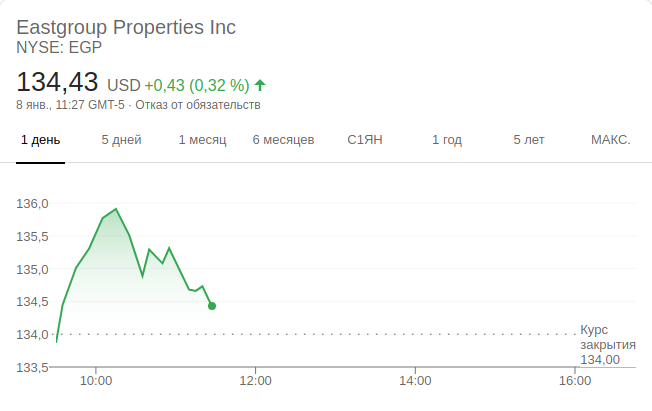 Eastgroup Properties Inc
NYSE: EGP
134,43 USD +0,43 (0,32 %)
8 янв., 11:27 GMT-5 · Отказ от обязательств
1 день 5 дней 1 месяц 6 месяцев С1ЯН 1 год 5 лет МАКС.
136,0
135,5
135,0
134,5
134,0
133,5
Курс
закрытия
134,00
10:00 12:00 14:00 16:00